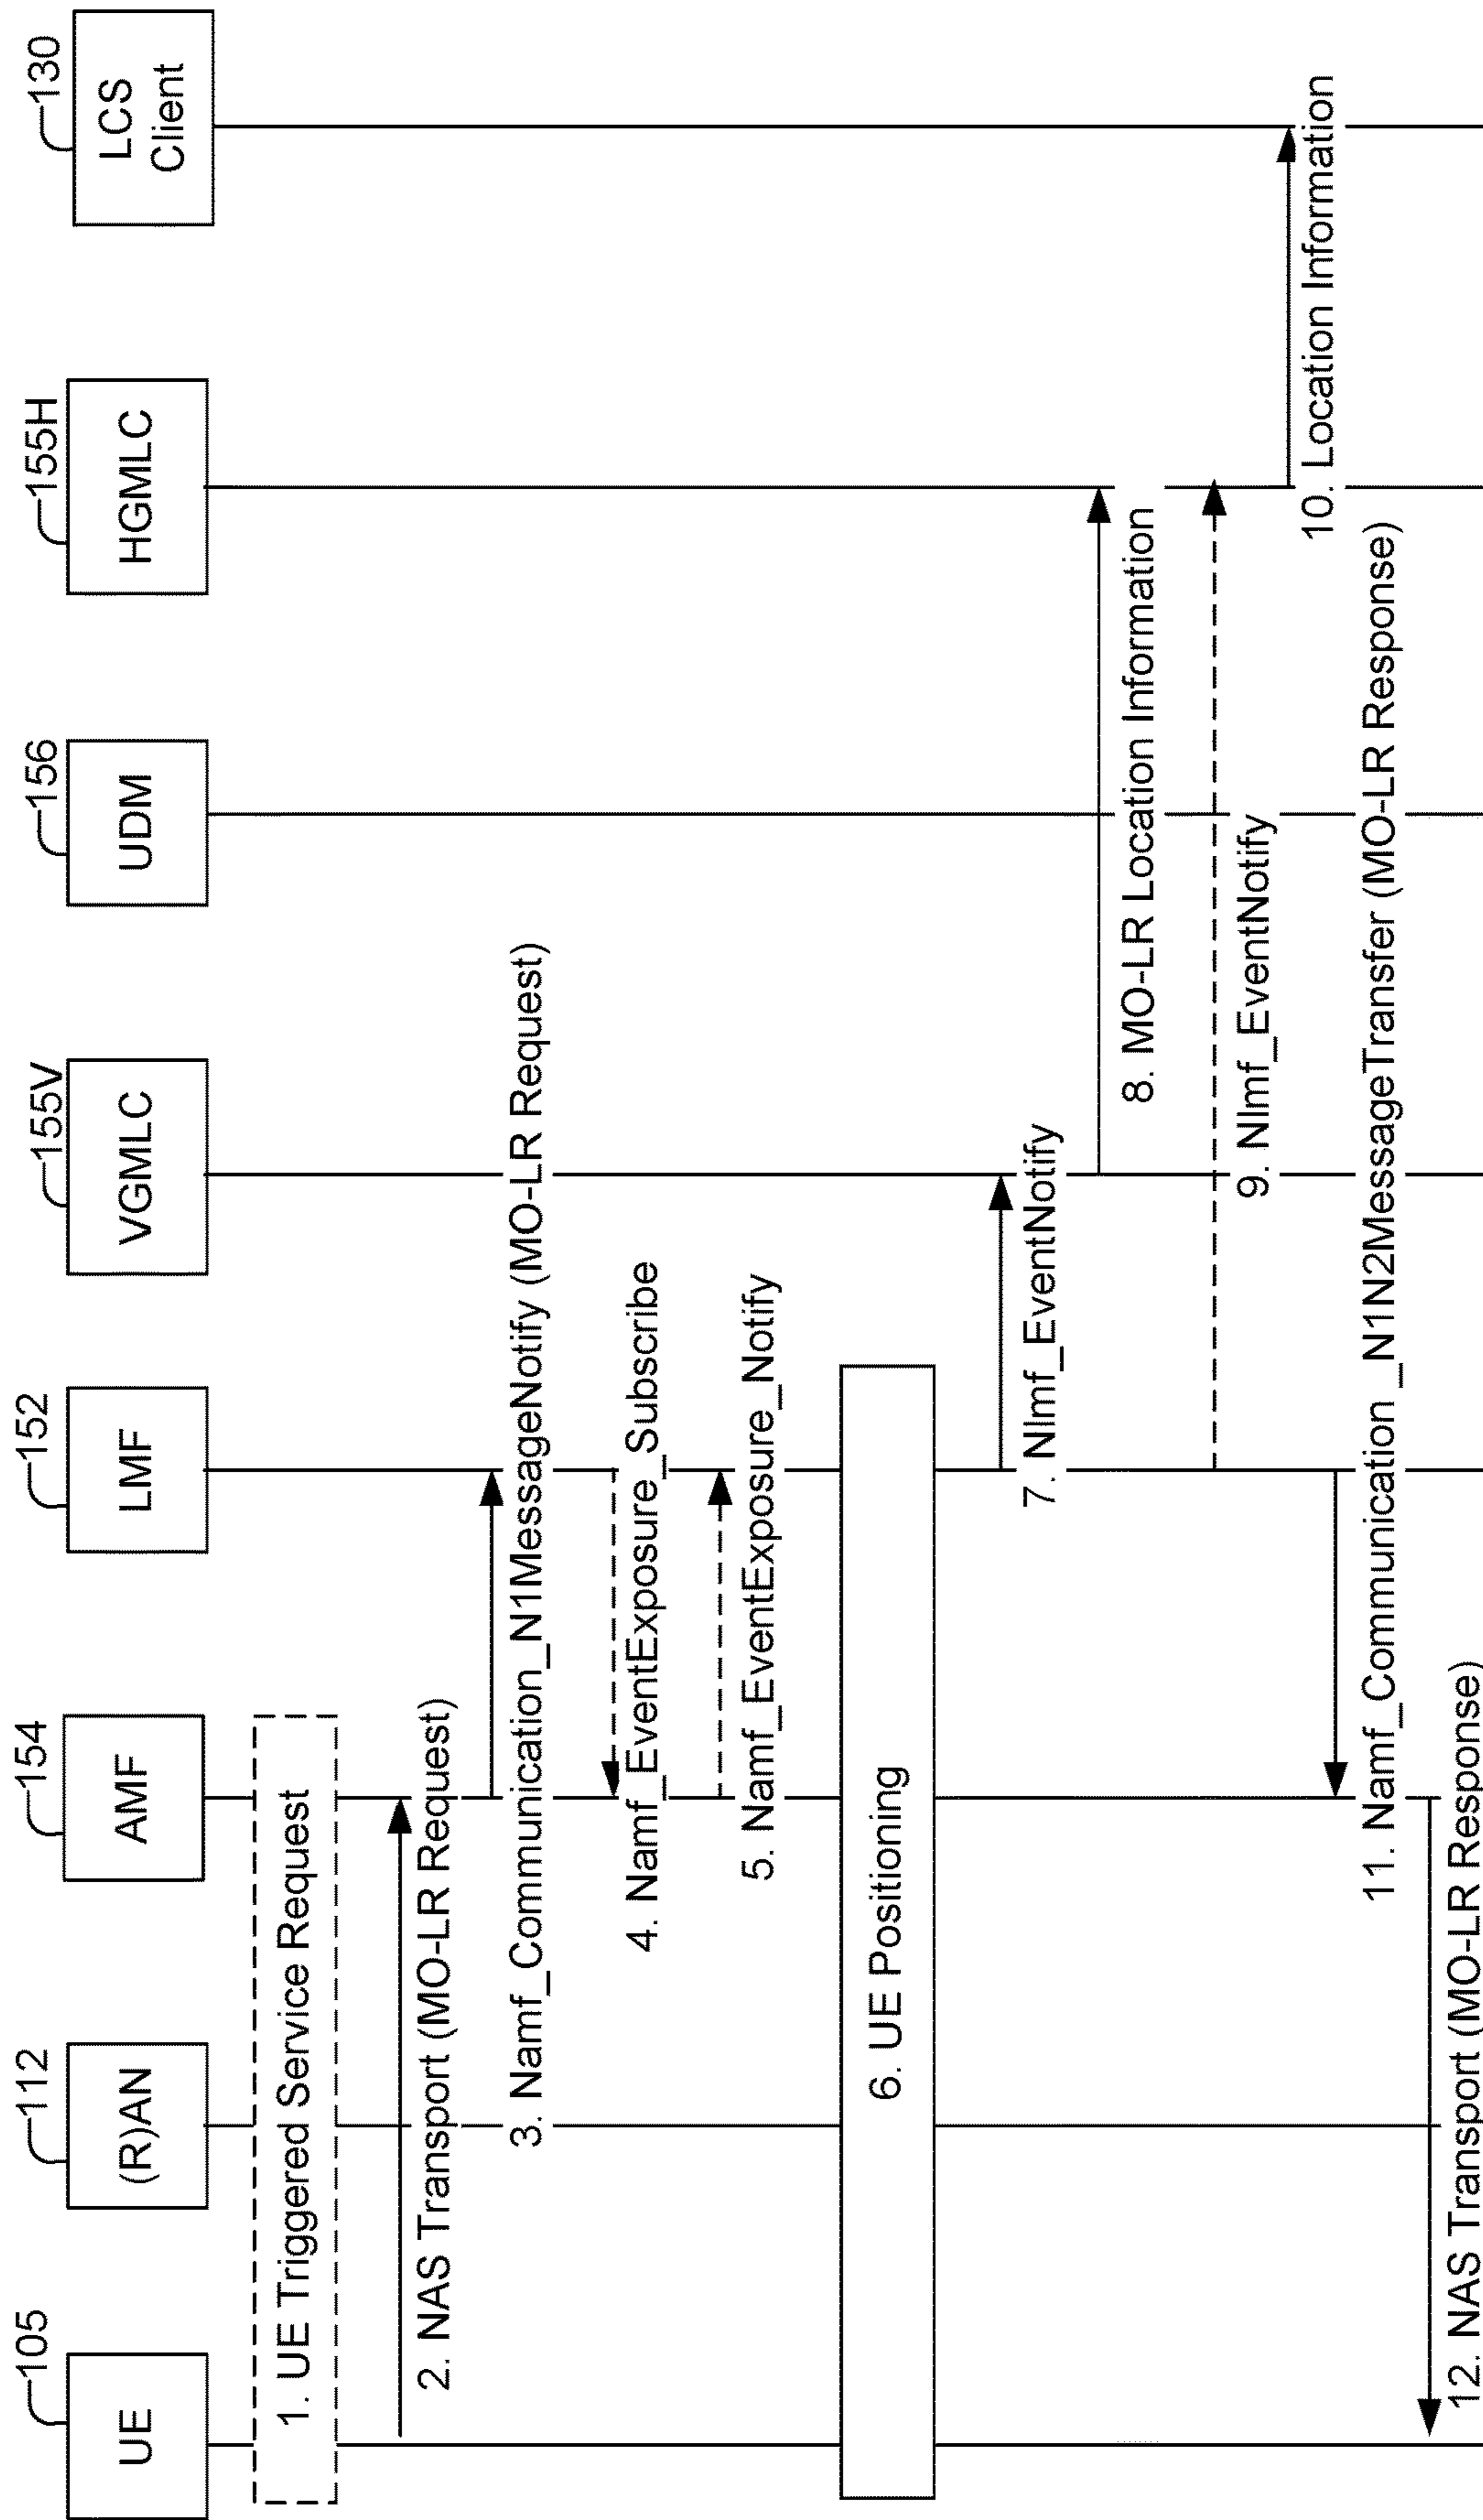 105
112
154
152
155V
156
155H
130
UE
(R)AN
AMF
LMF
VGMLC
UDM
HGMLC
LCS
Client
1. UE Triggered Service Request
2. NAS Transport (MO-LR Request)
3. Namf_Communication_N1MessageNotify (MO-LR Request)
4. Namf_EventExposure_Subscribe
5. Namf_EventExposure_Notify
6. UE Positioning
7. Nlmf_EventNotify
8. MO-LR Location Information
9. Nlmf_EventNotify
10. Location Information
11. Namf_Communication _N1N2MessageTransfer (MO-LR Response)
12. NAS Transport (MO-LR Response)